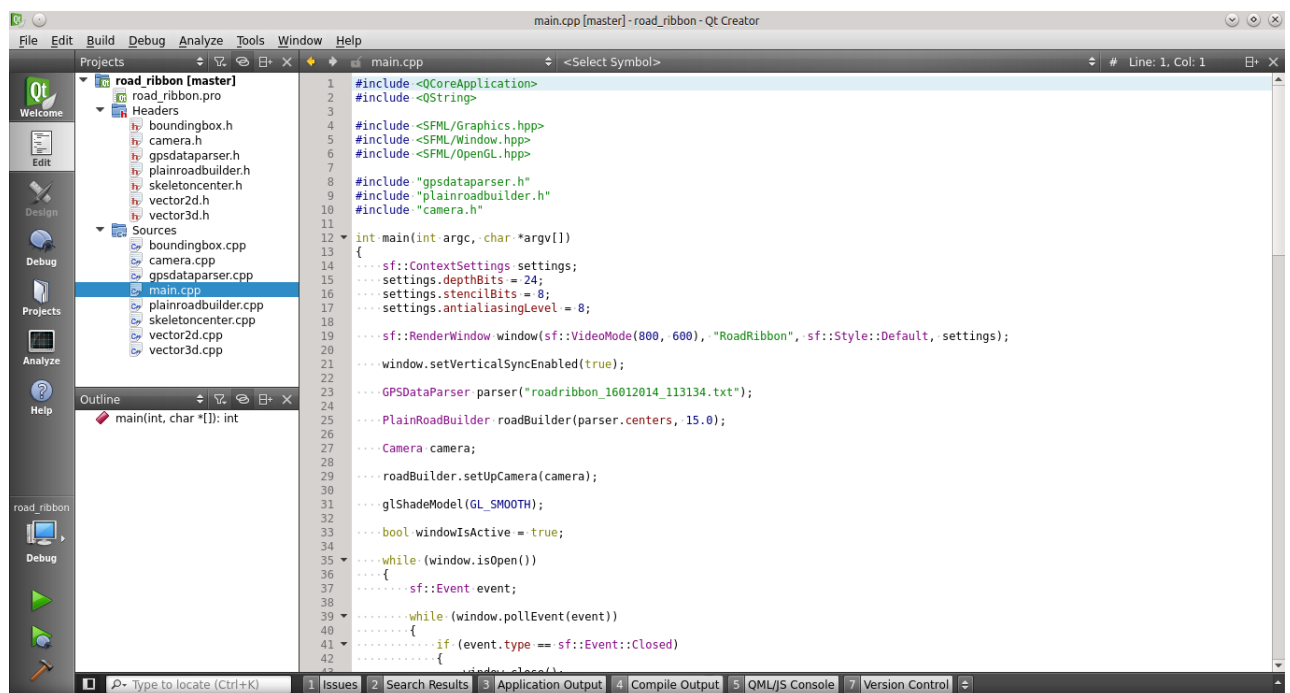 main.cpp [master] - road_ribbon - Qt Creator
File Edit Build Debug Analyze Tools Window Help
Projects
main.cpp
<Select Symbol>
# Line: 1, Col: 1
Qt
Welcome
Edit
Design
Debug
Projects
Analyze
Help
road_ribbon
Debug
road_ribbon [master]
road_ribbon.pro
Headers
boundingbox.h
camera.h
gpsdataparser.h
plainroadbuilder.h
skeletoncenter.h
vector2d.h
vector3d.h
Sources
boundingbox.cpp
camera.cpp
gpsdataparser.cpp
main.cpp
plainroadbuilder.cpp
skeletoncenter.cpp
vector2d.cpp
vector3d.cpp
Outline
main(int, char *[]): int
1 #include <QCoreApplication>
2 #include <QString>
3
4 #include <SFML/Graphics.hpp>
5 #include <SFML/Window.hpp>
6 #include <SFML/OpenGL.hpp>
7
8 #include "gpsdataparser.h"
9 #include "plainroadbuilder.h"
10 #include "camera.h"
11
12 int main(int argc, char *argv[])
13 {
14 sf::ContextSettings settings;
15 settings.depthBits = 24;
16 settings.stencilBits = 8;
17 settings.antialiasingLevel = 8;
18
19 sf::RenderWindow window(sf::VideoMode(800, 600), "RoadRibbon", sf::Style::Default, settings);
20
21 window.setVerticalSyncEnabled(true);
22
23 GPSDataParser parser("roadribbon_16012014_113134.txt");
24
25 PlainRoadBuilder roadBuilder(parser.centers, 15.0);
26
27 Camera camera;
28
29 roadBuilder.setUpCamera(camera);
30
31 glShadeModel(GL_SMOOTH);
32
33 bool windowIsActive = true;
34
35 while (window.isOpen())
36 {
37 sf::Event event;
38
39 while (window.pollEvent(event))
40 {
41 if (event.type == sf::Event::Closed)
42 {
43 window.close();
Type to locate (Ctrl+K)
1 Issues 2 Search Results 3 Application Output 4 Compile Output 5 QML/JS Console 7 Version Control